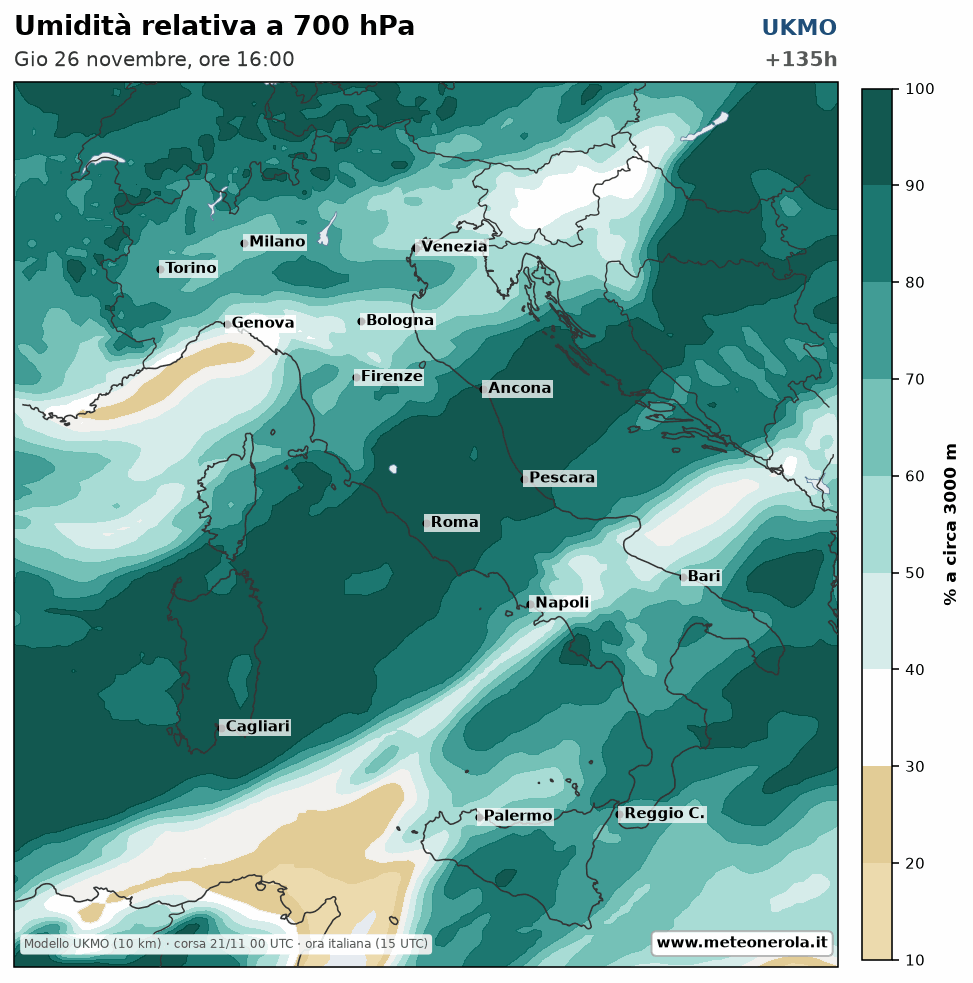 Umidità relativa a 700 hPa
UKMO
Gio 26 novembre, ore 16:00
+135h
Milano
Venezia
Torino
Genova
Bologna
Firenze
Ancona
Pescara
Roma
Bari
Napoli
Cagliari
Palermo
Reggio C.
Modello UKMO (10 km) · corsa 21/11 00 UTC · ora italiana (15 UTC)
www.meteonerola.it
100
90
80
70
60
50
40
30
20
10
% a circa 3000 m